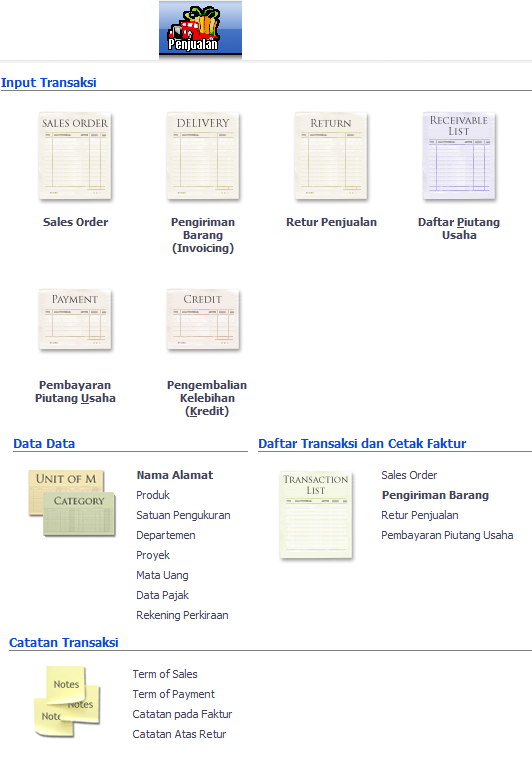 Penjualan
Input Transaksi
SALES ORDER
DELIVERY
RETURN
RECEIVABLE
LIST
Sales Order
Pengiriman
Barang
(Invoicing)
Retur Penjualan
Daftar Piutang
Usaha
PAYMENT
CREDIT
Pembayaran
Piutang Usaha
Pengembalian
Kelebihan
(Kredit)
Data Data
UNIT OF M
CATEGORY
Nama Alamat
Produk
Satuan Pengukuran
Departemen
Proyek
Mata Uang
Data Pajak
Rekening Perkiraan
Daftar Transaksi dan Cetak Faktur
TRANSACTION
LIST
Sales Order
Pengiriman Barang
Retur Penjualan
Pembayaran Piutang Usaha
Catatan Transaksi
Notes
Notes
Note
Term of Sales
Term of Payment
Catatan pada Faktur
Catatan Atas Retur